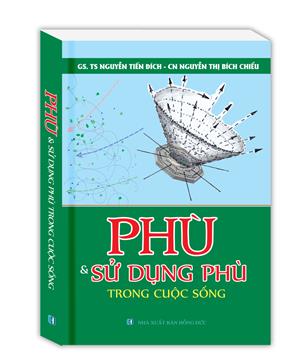 GS. TS NGUYỄN TIẾN ĐÍCH - CN NGUYỄN THỊ BÍCH CHIỂU
PHÙ
& SỬ DỤNG PHÙ
TRONG CUỘC SỐNG
NHÀ XUẤT BẢN HỒNG ĐỨC
PHÙ & SỬ DỤNG PHÙ TRONG CUỘC SỐNG